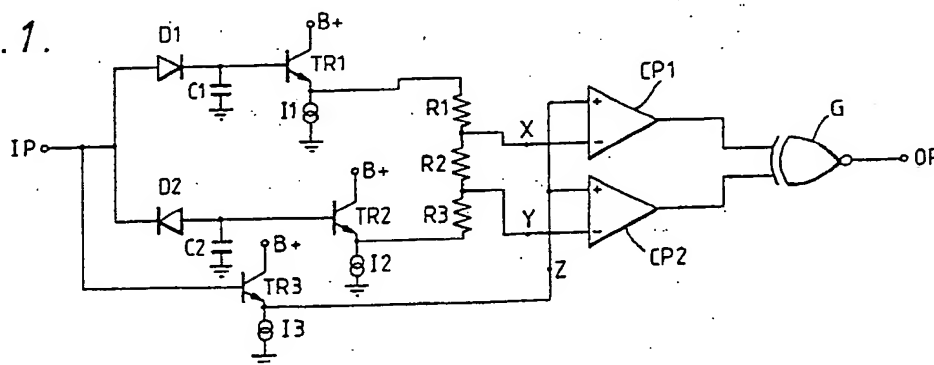 .1.
D1
B+
TR1
C1
I1
R1
CP1
X
G
IP
OP
R2
D2
B+
TR2
R3
Y
C2
B+
I2
CP2
TR3
Z
I3
+
-
+
-